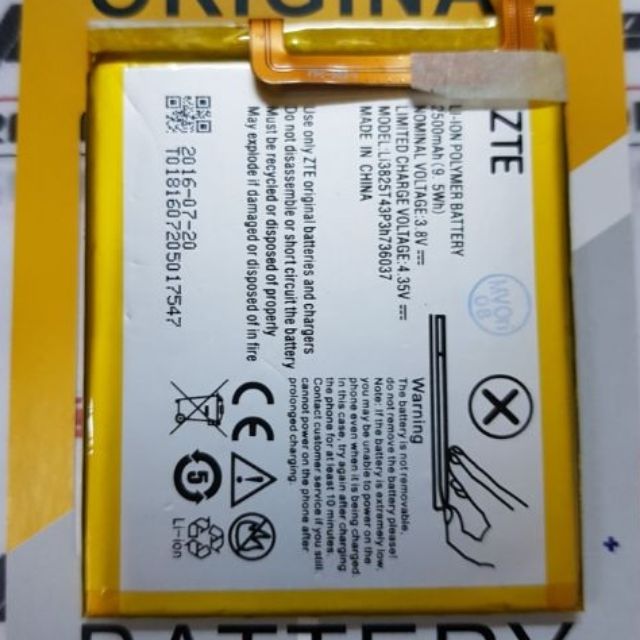 ORIGINAL
ZTE
LI-ION POLYMER BATTERY
2500mAh(9.5Wh)
NOMINAL VOLTAGE:3.8V
LIMITED CHARGE VOLTAGE:4.35V
MODEL:Li3825T43P3h736037
MADE IN CHINA
Use only ZTE original batteries and chargers
Do not disassemble or short circuit the battery
Must be recycled or disposed of properly
May explode if damaged or disposed of in fire
2016-07-20
T0181607205017547
Warning
The battery is not removable,
do not remove the battery please!
Note: If the battery is extremely low,
you may be unable to power on the
phone even when it is being charged.
In this case, try again after charging
the phone for at least 10 minutes.
Contact customer service if you still
cannot power on the phone after
prolonged charging.
CE
5
Li-ion
BATTERY